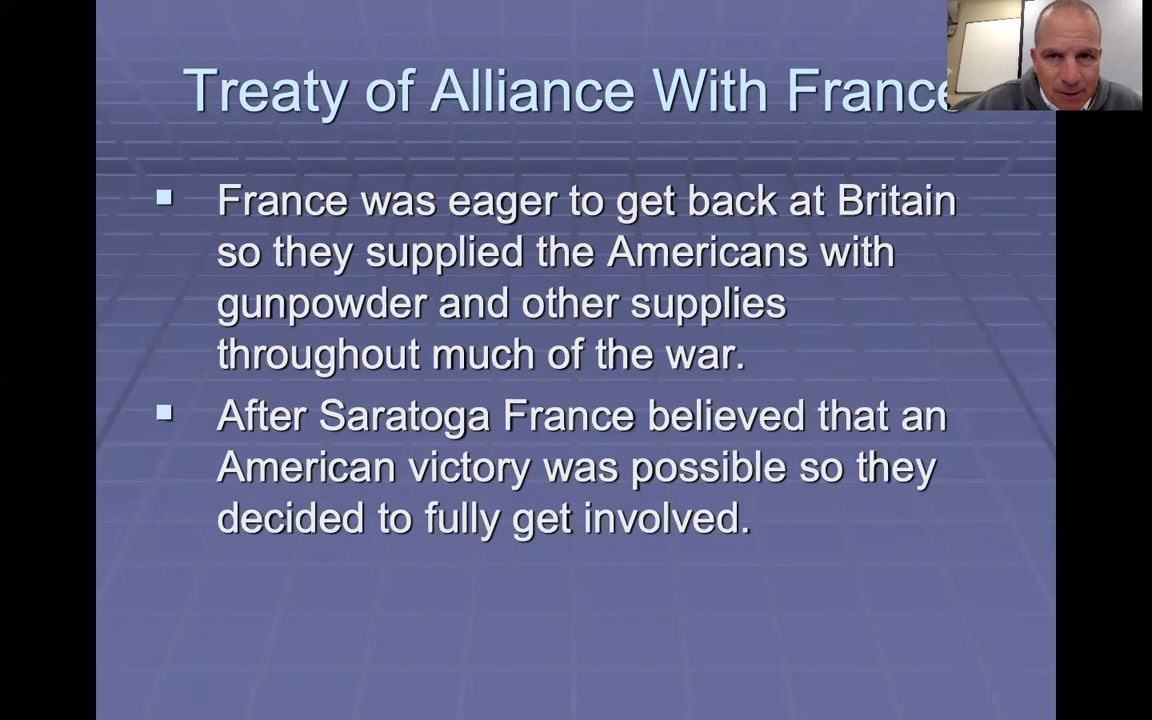 Treaty of Alliance With France
France was eager to get back at Britain
so they supplied the Americans with
gunpowder and other supplies
throughout much of the war.
After Saratoga France believed that an
American victory was possible so they
decided to fully get involved.